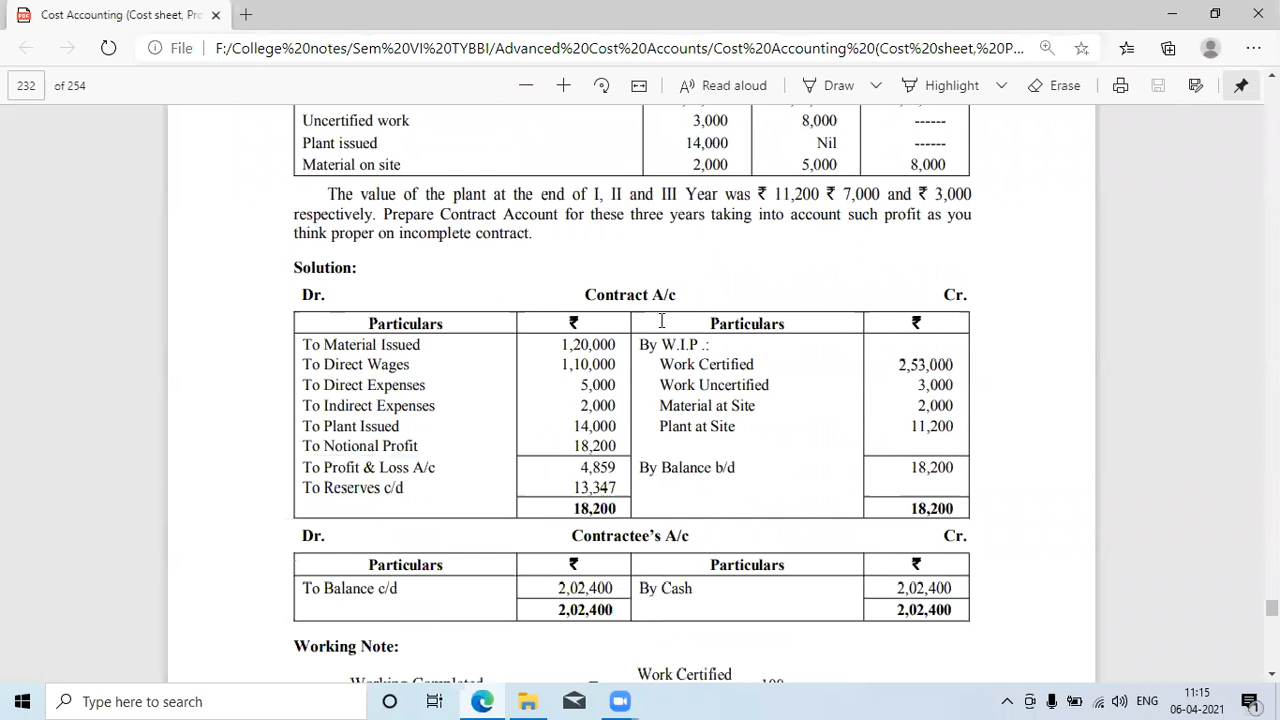 Cost Accounting (Cost sheet, Pro
File F:/College%20notes/Sem%20VI%20TYBBI/Advanced%20Cost%20Accounts/Cost%20Accounting%20(Cost%20sheet,%20P...
232 of 254 Read aloud Draw Highlight Erase
Uncertified work 3,000 8,000 ------
Plant issued 14,000 Nil ------
Material on site 2,000 5,000 8,000
The value of the plant at the end of I, II and III Year was ₹ 11,200 ₹ 7,000 and ₹ 3,000
respectively. Prepare Contract Account for these three years taking into account such profit as you
think proper on incomplete contract.
Solution:
Dr. Contract A/c Cr.
Particulars ₹ Particulars ₹
To Material Issued 1,20,000 By W.I.P .:
To Direct Wages 1,10,000 Work Certified 2,53,000
To Direct Expenses 5,000 Work Uncertified 3,000
To Indirect Expenses 2,000 Material at Site 2,000
To Plant Issued 14,000 Plant at Site 11,200
To Notional Profit 18,200
To Profit & Loss A/c 4,859 By Balance b/d 18,200
To Reserves c/d 13,347
18,200 18,200
Dr. Contractee's A/c Cr.
Particulars ₹ Particulars ₹
To Balance c/d 2,02,400 By Cash 2,02,400
2,02,400 2,02,400
Working Note:
Work Certified
Working Completed = 100
Type here to search ENG 11:15
06-04-2021